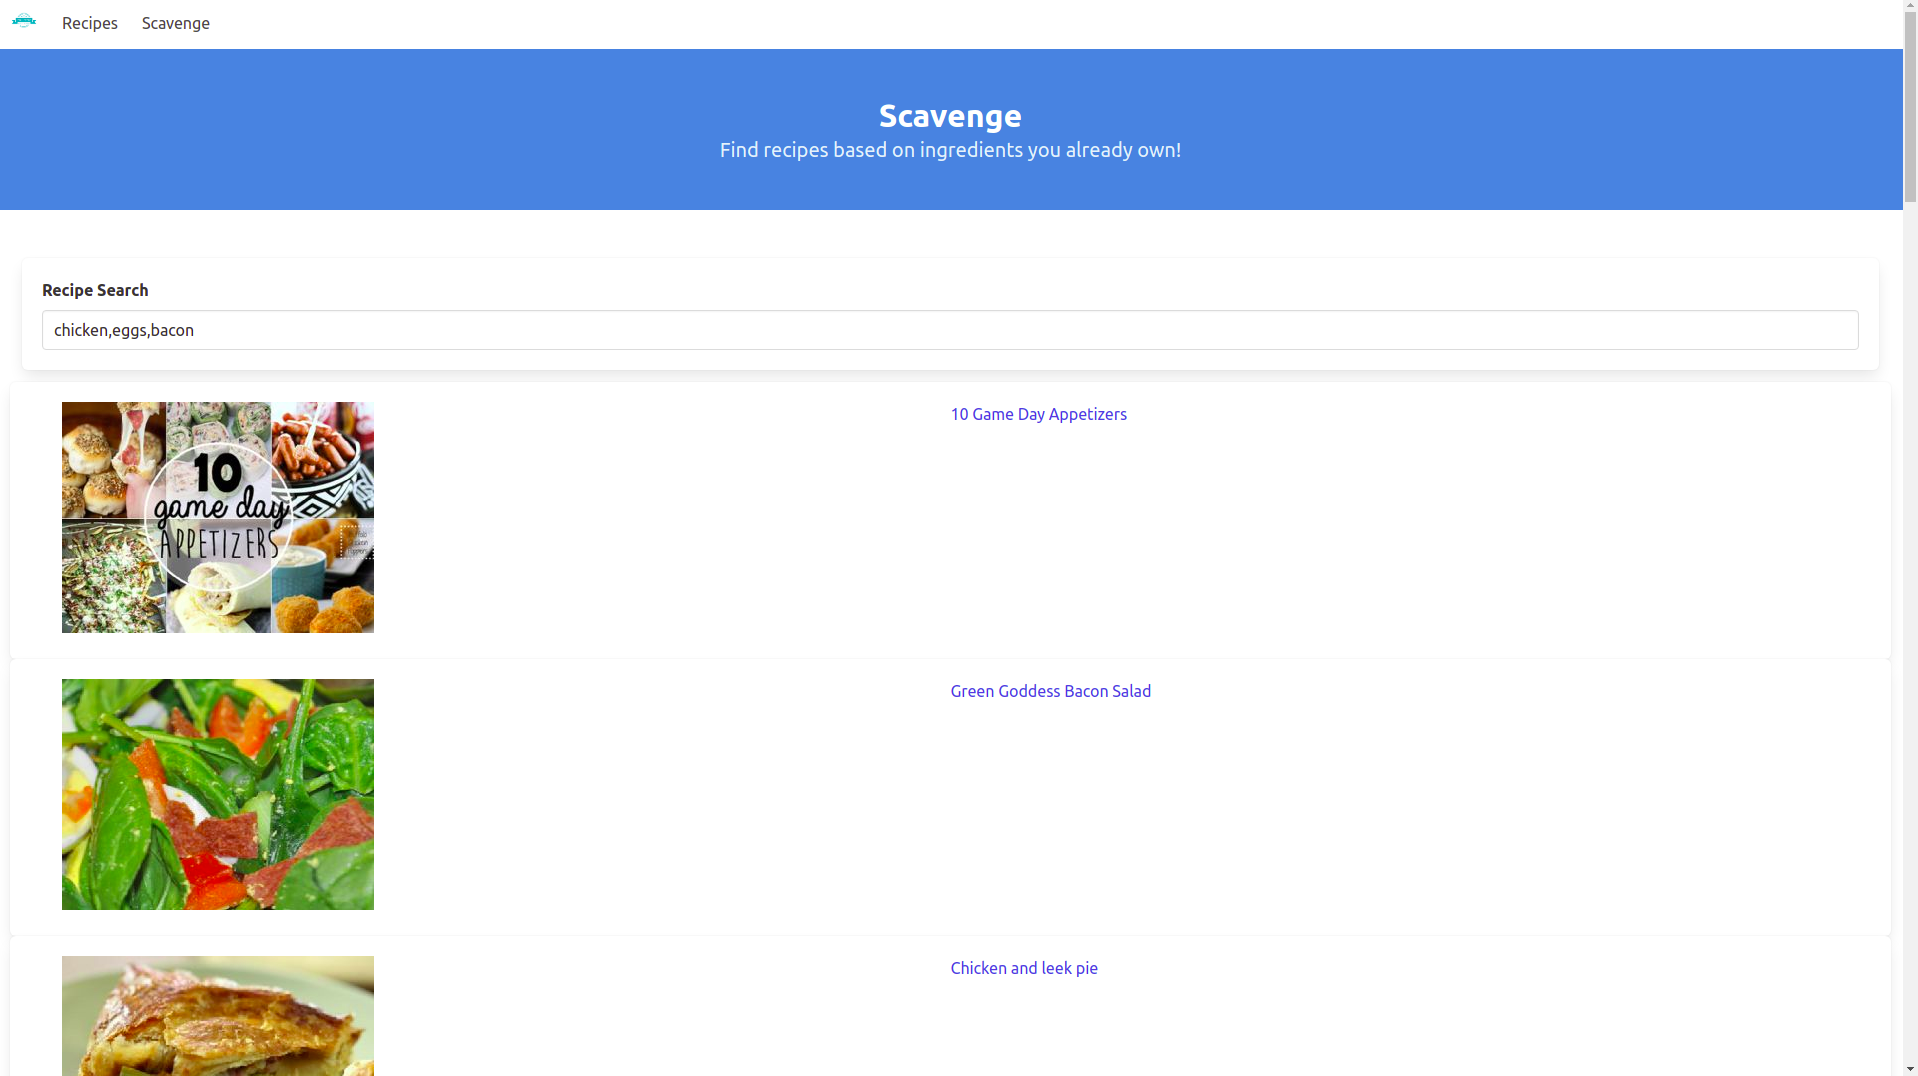 Recipes
Scavenge
Scavenge
Find recipes based on ingredients you already own!
Recipe Search
chicken,eggs,bacon
10 Game Day Appetizers
10
game day
APPETIZERS
Green Goddess Bacon Salad
Chicken and leek pie